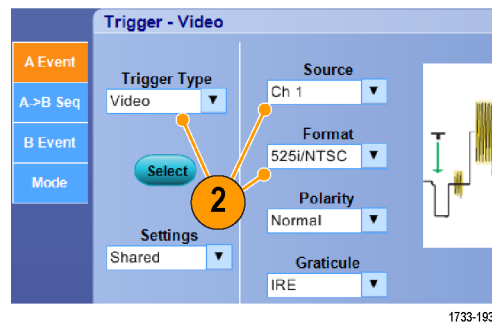 Trigger - Video
A Event
A->B Seq
B Event
Mode
Trigger Type
Video
Select
Settings
Shared
2
Source
Ch 1
Format
525i/NTSC
Polarity
Normal
Graticule
IRE
T
1733-193